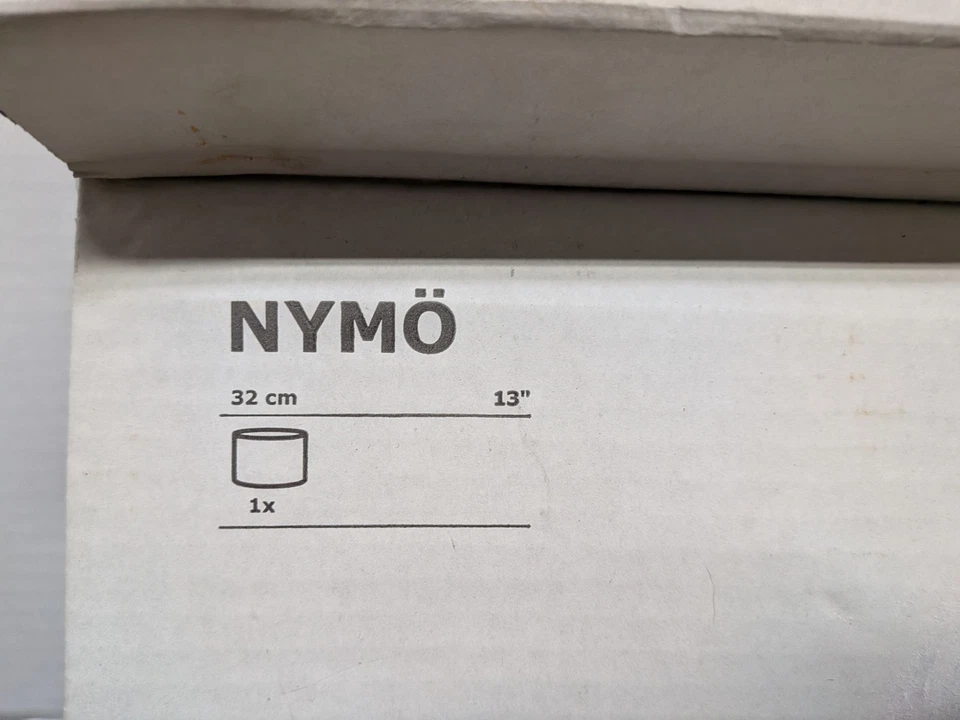 NYMÖ
32 cm 13"
1x